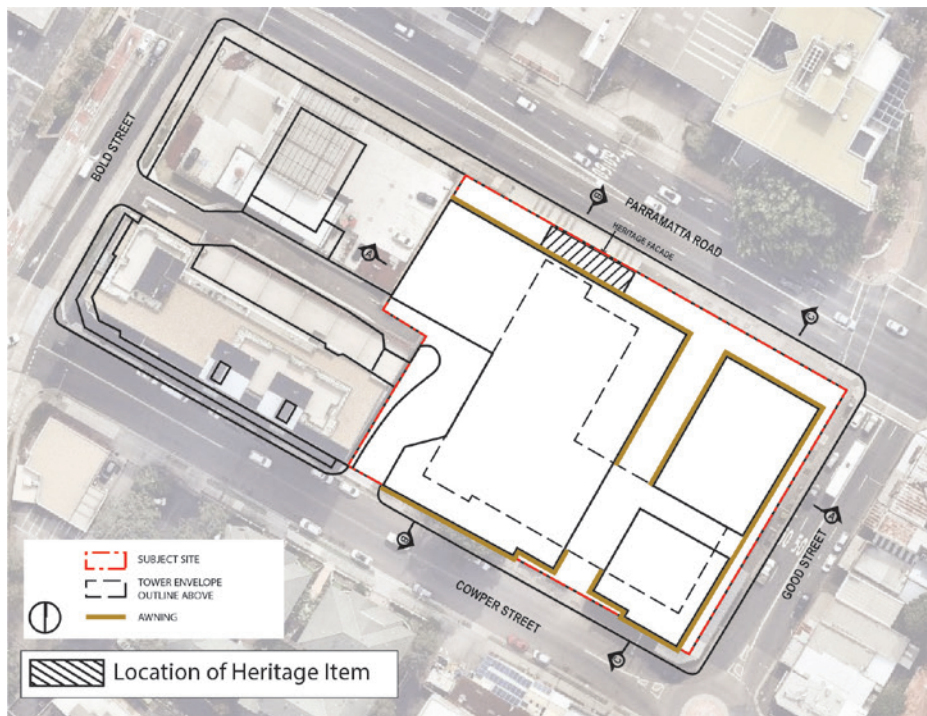 BOLD STREET
PARRAMATTA ROAD
HERITAGE FACADE
B
A
C
GOOD STREET
A
B
COWPER STREET
C
SUBJECT SITE
TOWER ENVELOPE
OUTLINE ABOVE
AWNING
Location of Heritage Item